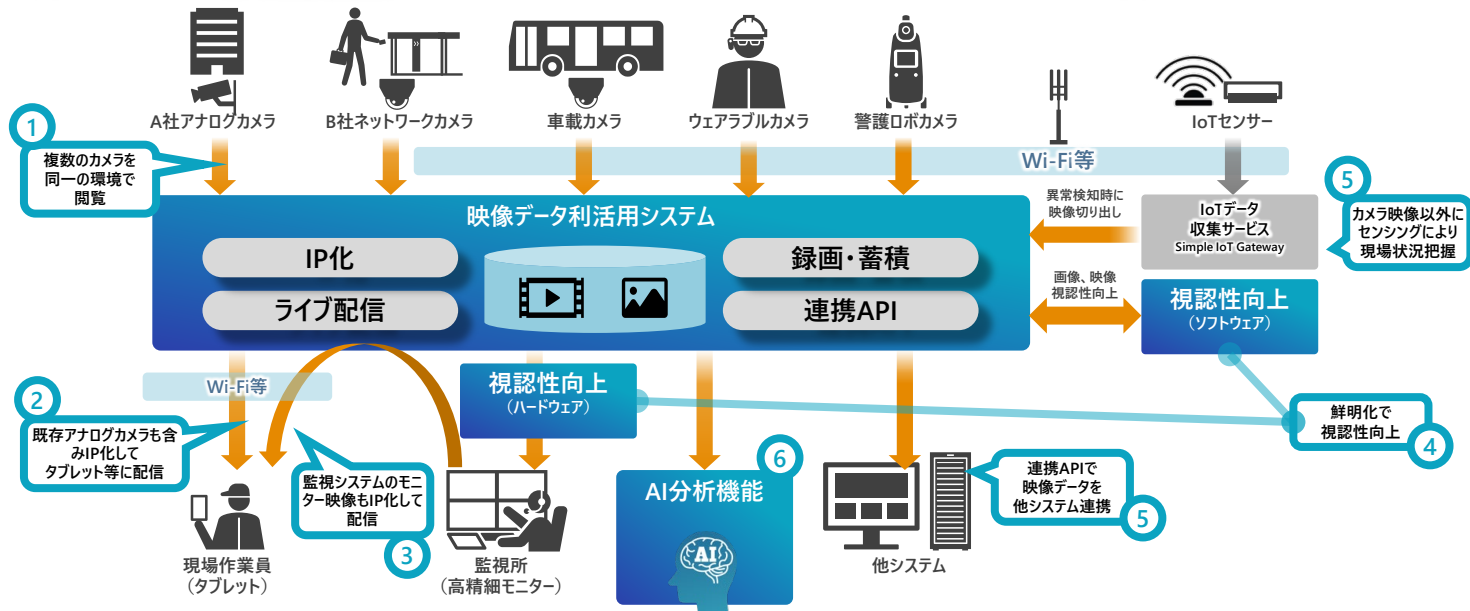 A社アナログカメラ
B社ネットワークカメラ
車載カメラ
ウェアラブルカメラ
警護ロボカメラ
IoTセンサー
1
複数のカメラを
同一の環境で
閲覧
Wi-Fi等
映像データ利活用システム
IP化
ライブ配信
録画・蓄積
連携API
異常検知時に
映像切り出し
IoTデータ
収集サービス
Simple IoT Gateway
5
カメラ映像以外に
センシングにより
現場状況把握
画像、映像
視認性向上
視認性向上
（ソフトウェア）
Wi-Fi等
2
既存アナログカメラも含
みIP化して
タブレット等に配信
視認性向上
（ハードウェア）
鮮明化で
視認性向上
4
監視システムのモニ
ター映像もIP化して
配信
3
6
AI分析機能
AI
連携APIで
映像データを
他システム連携
5
現場作業員
（タブレット）
監視所
（高精細モニター）
他システム